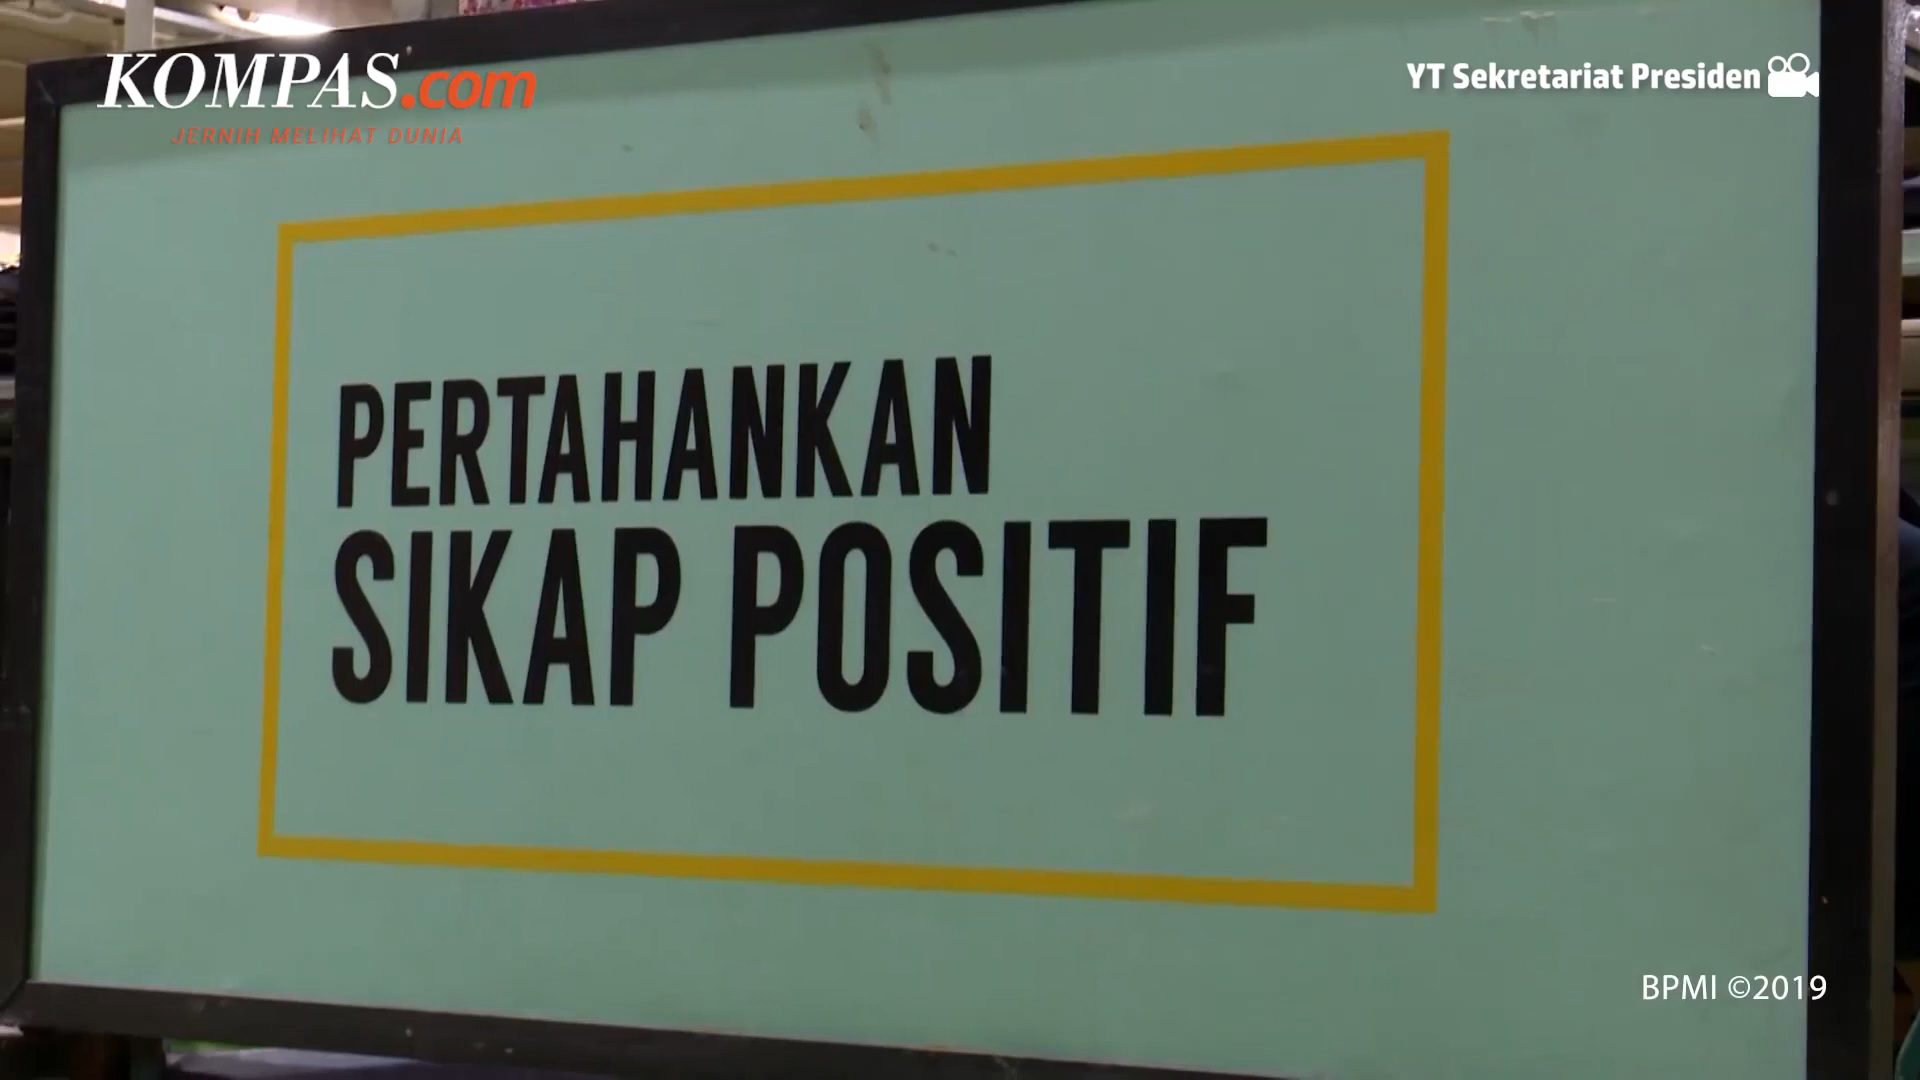 KOMPAS.com
JERNIH MELIHAT DUNIA
YT Sekretariat Presiden
PERTAHANKAN
SIKAP POSITIF
BPMI ©2019